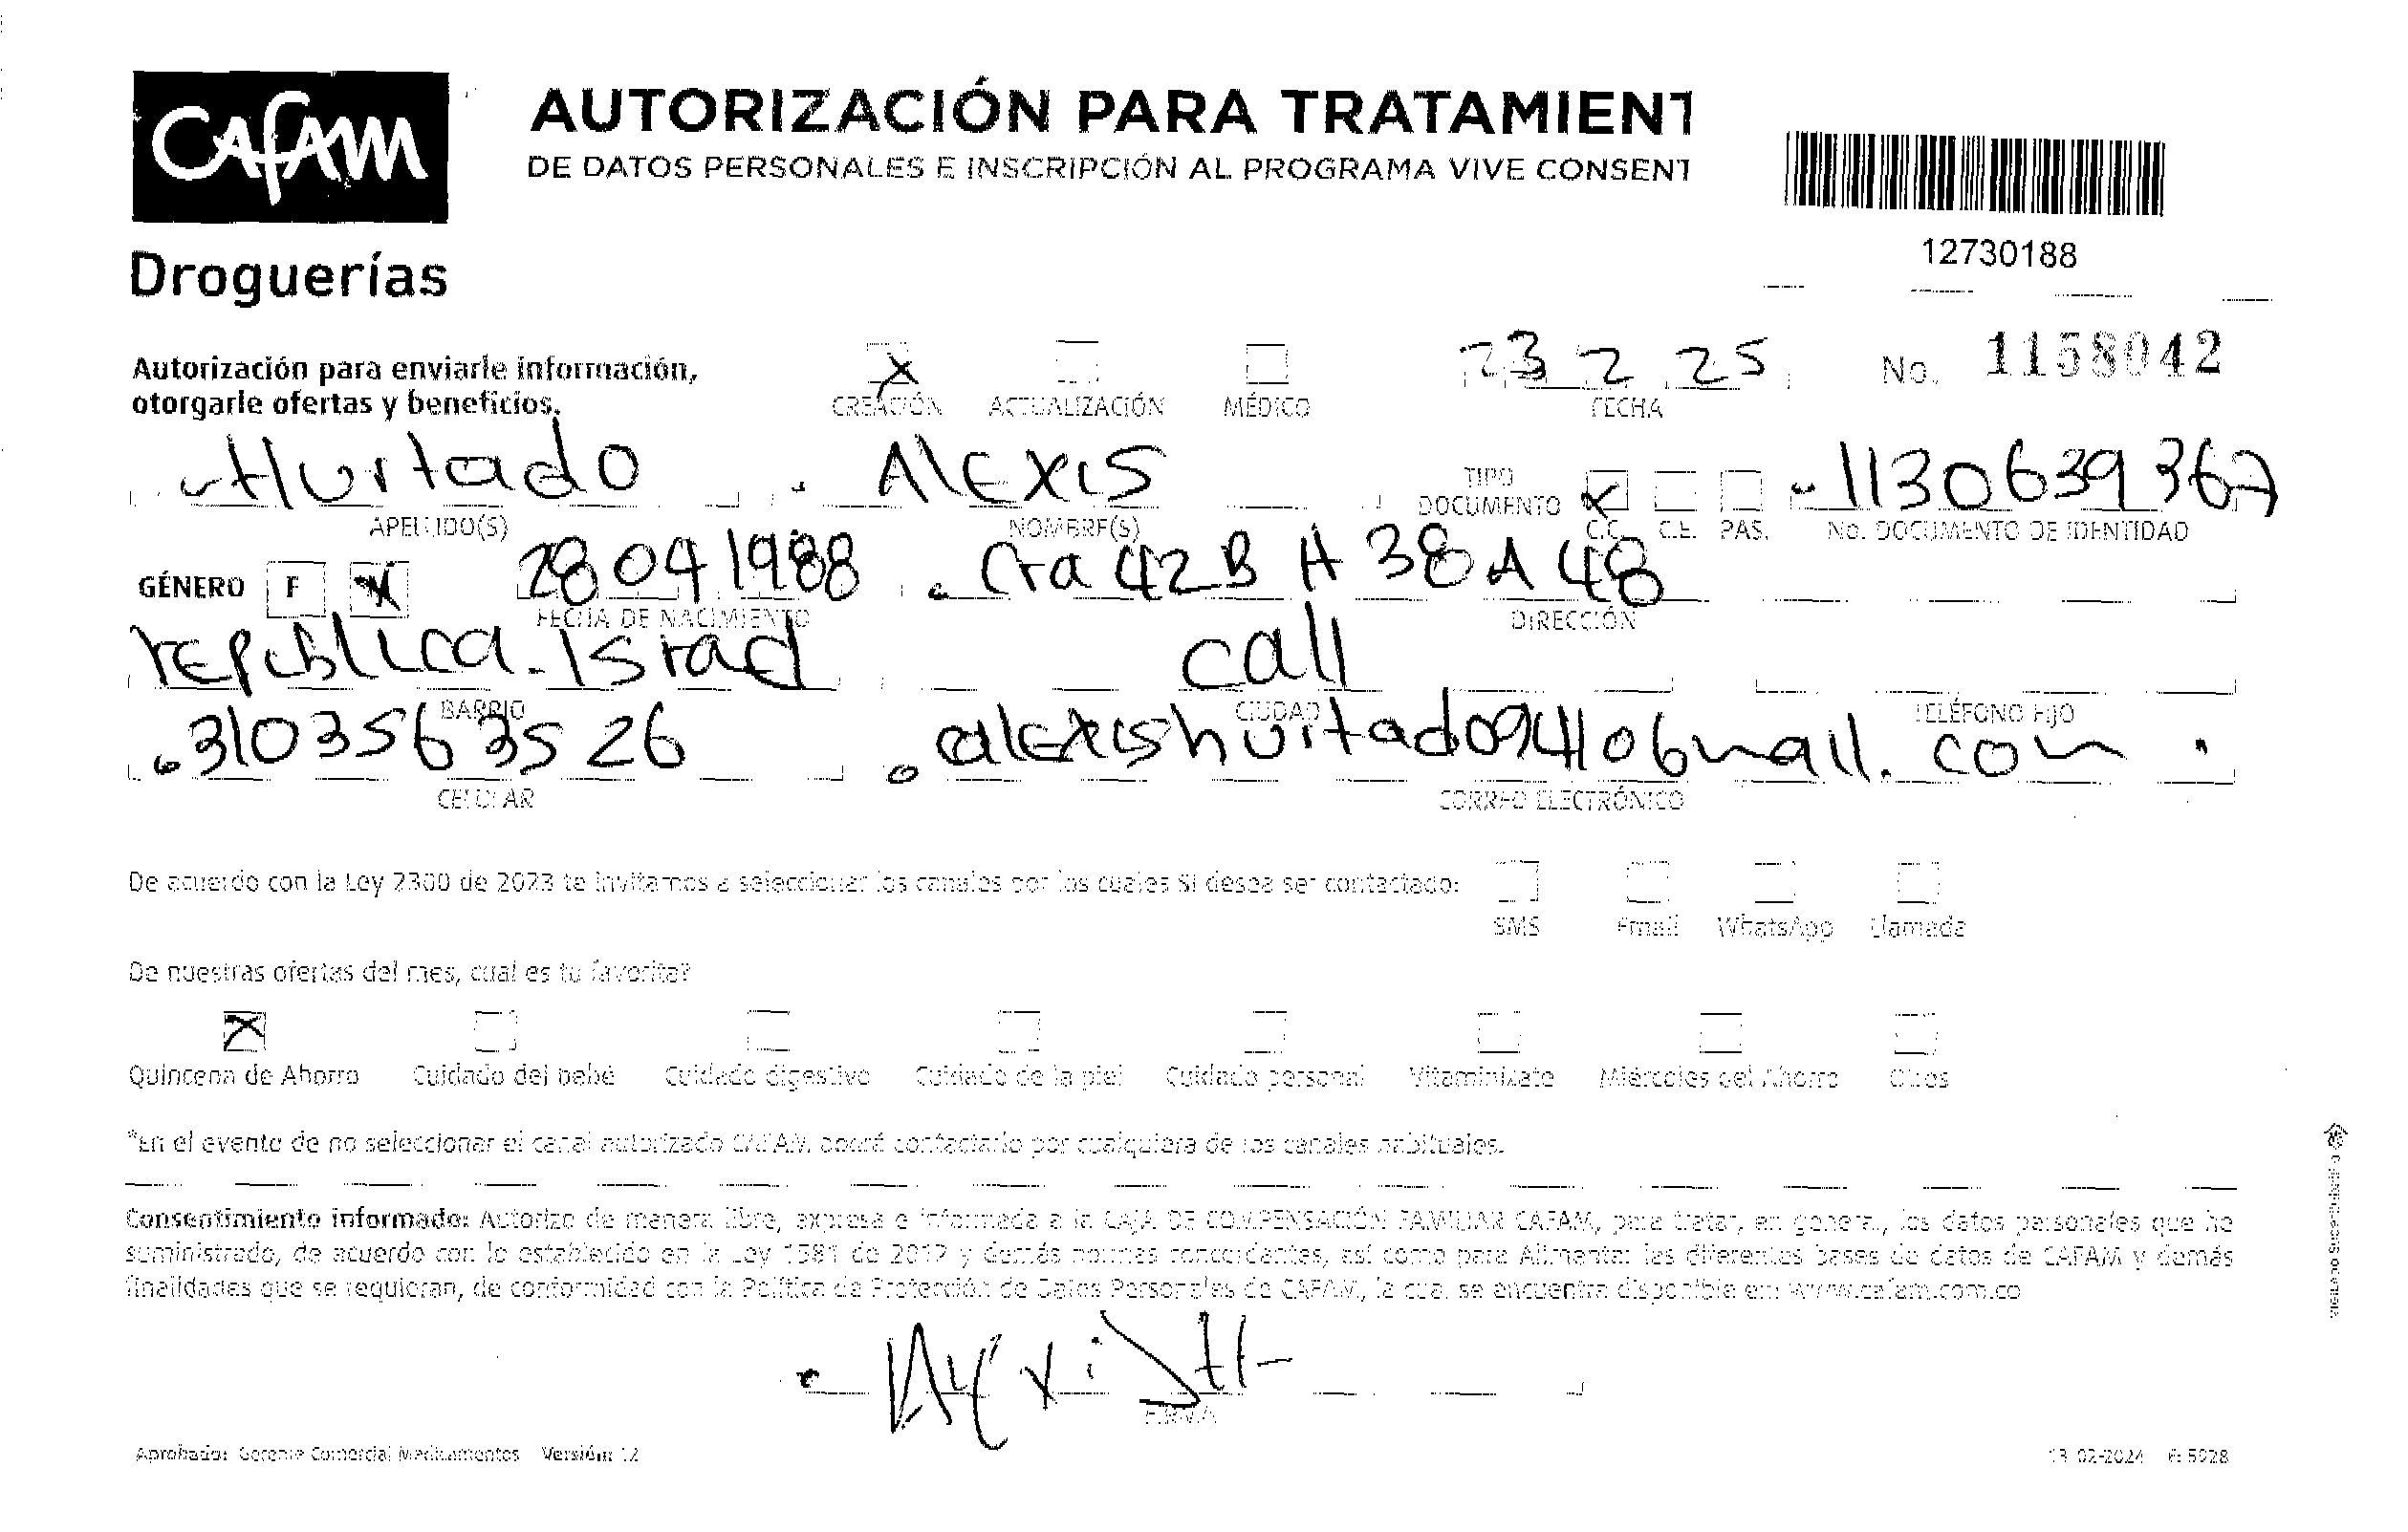 CAFAM
AUTORIZACIÓN PARA TRATAMIENT
DE DATOS PERSONALES E INSCRIPCIÓN AL PROGRAMA VIVE CONSENT
12730188
Droguerías
Autorización para enviarle información,
otorgarle ofertas y beneficios.
X
CREACIÓN ACTUALIZACIÓN MÉDICO
23 2 25
FECHA
No. 1158042
Hurtado Alexis
TIPO
DOCUMENTO X 1130639367
APELLIDO(S) NOMBRE(S) C.C. C.E. PAS. No. DOCUMENTO DE IDENTIDAD
GÉNERO F M 28 09 1988 Cra 42B # 38A 48
FECHA DE NACIMIENTO DIRECCIÓN
republica Israel cali
BARRIO CIUDAD TELÉFONO FIJO
3103563526 .com
CELULAR CORREO ELECTRÓNICO
De acuerdo con la Ley 2300 de 2023 te invitamos a seleccionar los canales por los cuales SI desea ser contactado:
SMS Email WhatsApp Llamada
De nuestras ofertas del mes, cual es tu favorita?
X
Quincena de Ahorro Cuidado del bebé Cuidado digestivo Cuidado de la piel Cuidado personal Vitaminízate Miércoles del Ahorro Otros
*En el evento de no seleccionar el canal autorizado CAFAM podrá contactarlo por cualquiera de los canales habituales.
Consentimiento informado: Autorizo de manera libre, expresa e informada a la CAJA DE COMPENSACIÓN FAMILIAR CAFAM, para tratar, en general, los datos personales que he
suministrado, de acuerdo con lo establecido en la Ley 1581 de 2012 y demás normas concordantes, así como para Alimentar las diferentes bases de datos de CAFAM y demás
finalidades que se requieran, de conformidad con la Política de Protección de Datos Personales de CAFAM, la cual se encuentra disponible en: www.cafam.com.co
Alexis H
FIRMA
Aprobado: Gerente Comercial Medicamentos Versión: 12
13-02-2024 F: 5928